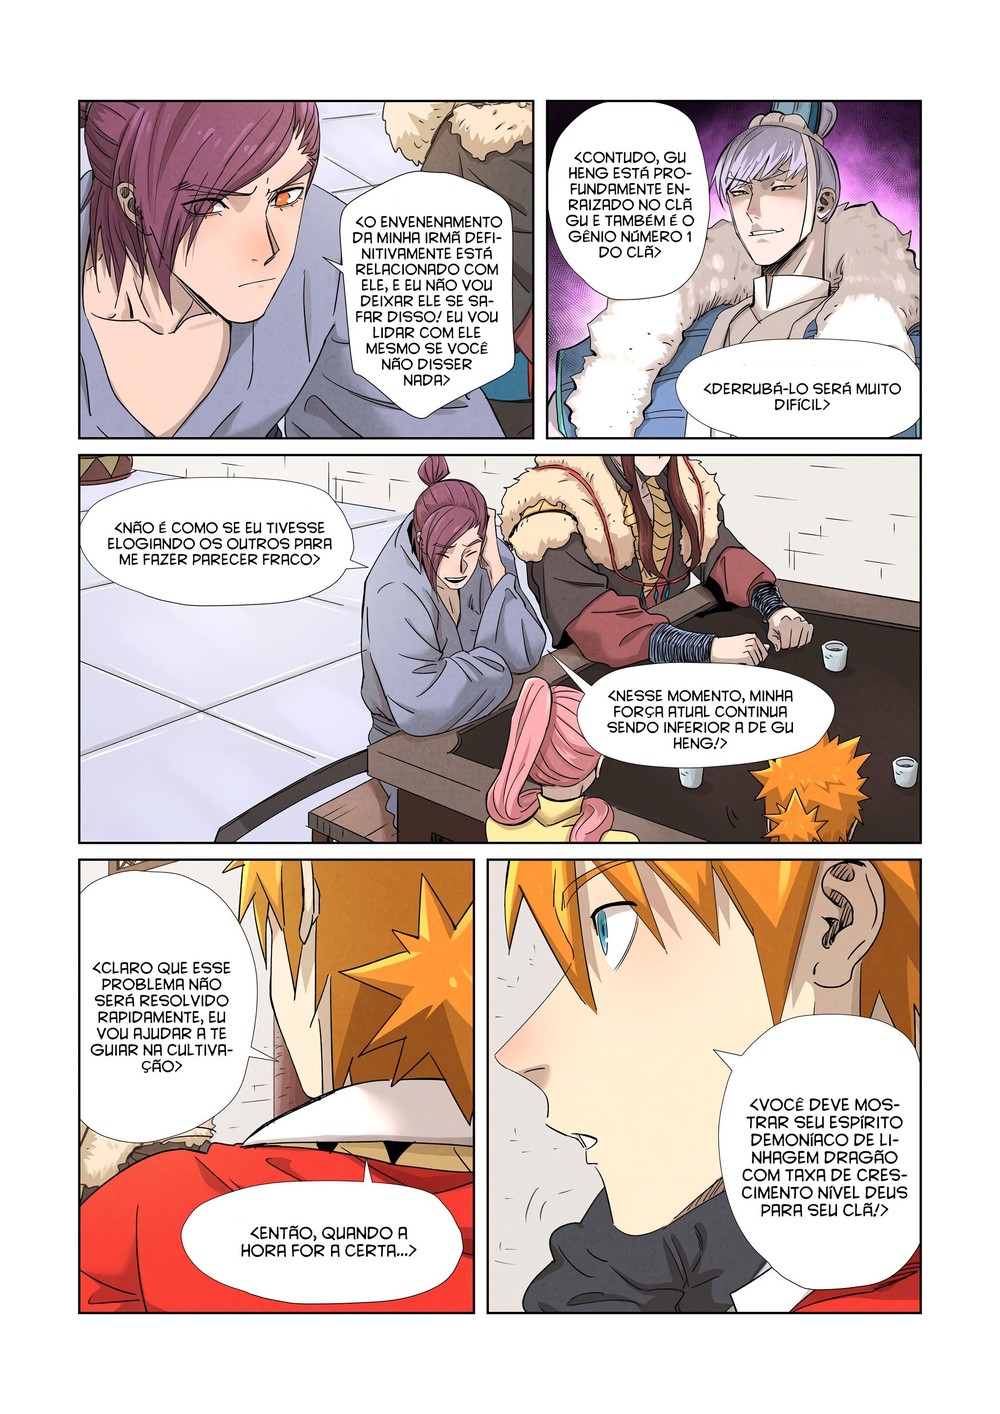 <O ENVENENAMENTO
DA MINHA IRMÃ DEFI-
NITIVAMENTE ESTÁ
RELACIONADO COM
ELE, E EU NÃO VOU
DEIXAR ELE SE SA-
FAR DISSO! EU VOU
LIDAR COM ELE
MESMO SE VOCÊ
NÃO DISSER
NADA>
<CONTUDO, GU
HENG ESTÁ PRO-
FUNDAMENTE EN-
RAIZADO NO CLÃ
GU E TAMBÉM É O
GÊNIO NÚMERO 1
DO CLÃ>
<DERRUBÁ-LO SERÁ MUITO
DIFÍCIL>
<NÃO É COMO SE EU TIVESSE
ELOGIANDO OS OUTROS PARA
ME FAZER PARECER FRACO>
<NESSE MOMENTO, MINHA
FORÇA ATUAL CONTINUA
SENDO INFERIOR A DE GU
HENG!>
<CLARO QUE ESSE
PROBLEMA NÃO
SERÁ RESOLVIDO
RAPIDAMENTE, EU
VOU AJUDAR A TE
GUIAR NA CULTIVA-
ÇÃO>
<ENTÃO, QUANDO A
HORA FOR A CERTA...>
<VOCÊ DEVE MOS-
TRAR SEU ESPÍRITO
DEMONÍACO DE LI-
NHAGEM DRAGÃO
COM TAXA DE CRES-
CIMENTO NÍVEL DEUS
PARA SEU CLÃ!>